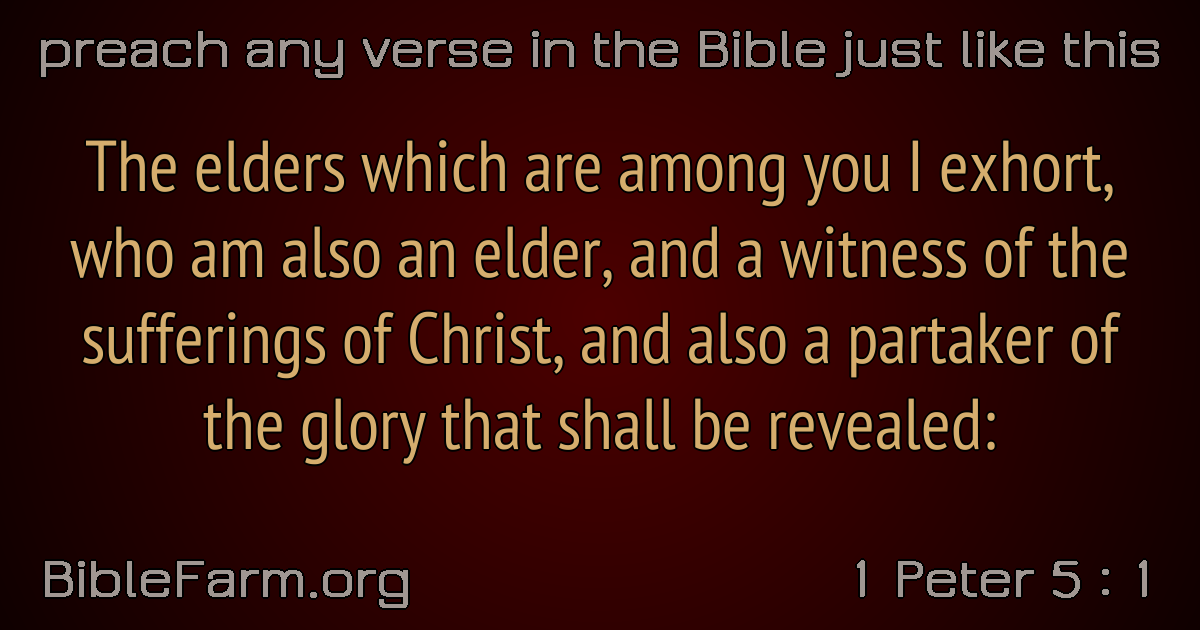 preach any verse in the Bible just like this
The elders which are among you I exhort,
who am also an elder, and a witness of the
sufferings of Christ, and also a partaker of
the glory that shall be revealed:
BibleFarm.org
1 Peter 5 : 1